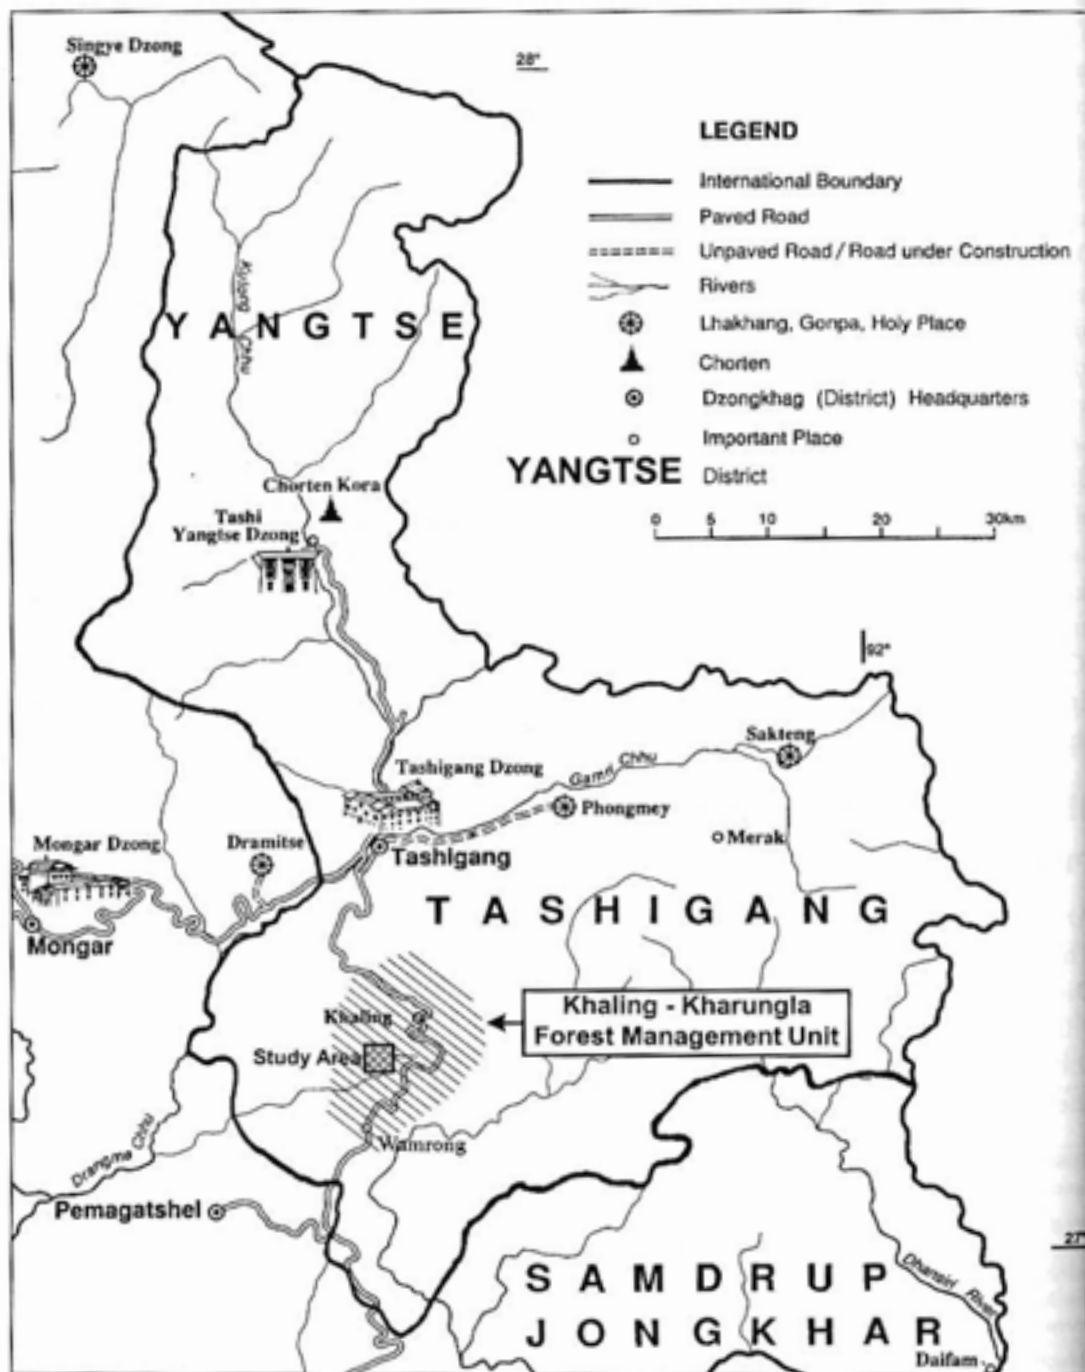 Singye Dzong
28°
LEGEND
International Boundary
Paved Road
Unpaved Road / Road under Construction
Rivers
Lhakhang, Gonpa, Holy Place
Chorten
Dzongkhag (District) Headquarters
Important Place
YANGTSE District
0 5 10 20 30km
YANGTSE
Chhu
Chorten Kora
Tashi
Yangtse Dzong
92°
Sakteng
Gamri Chhu
Tashigang Dzong
Phongmey
Merak
Mongar Dzong
Dramitse
Tashigang
Mongar
TASHIGANG
Khaling - Kharungla
Forest Management Unit
Khaling
Study Area
Wamrong
Drangme Chhu
Pemagatshel
27°
Dhansiri River
SAMDRUP
JONGKHAR
Daifam